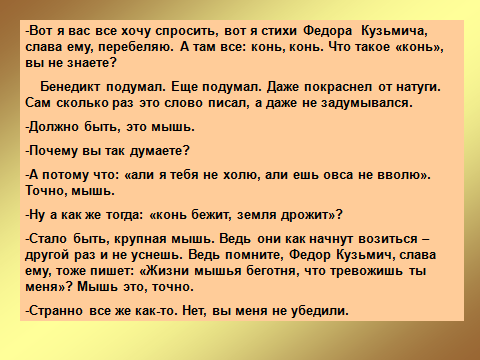 -Вот я вас все хочу спросить, вот я стихи Федора Кузьмича,
слава ему, перебеляю. А там все: конь, конь. Что такое «конь»,
вы не знаете?
Бенедикт подумал. Еще подумал. Даже покраснел от натуги.
Сам сколько раз это слово писал, а даже не задумывался.
-Должно быть, это мышь.
-Почему вы так думаете?
-А потому что: «али я тебя не холю, али ешь овса не вволю».
Точно, мышь.
-Ну а как же тогда: «конь бежит, земля дрожит»?
-Стало быть, крупная мышь. Ведь они как начнут возиться –
другой раз и не уснешь. Ведь помните, Федор Кузьмич, слава
ему, тоже пишет: «Жизни мышья беготня, что тревожишь ты
меня»? Мышь это, точно.
-Странно все же как-то. Нет, вы меня не убедили.